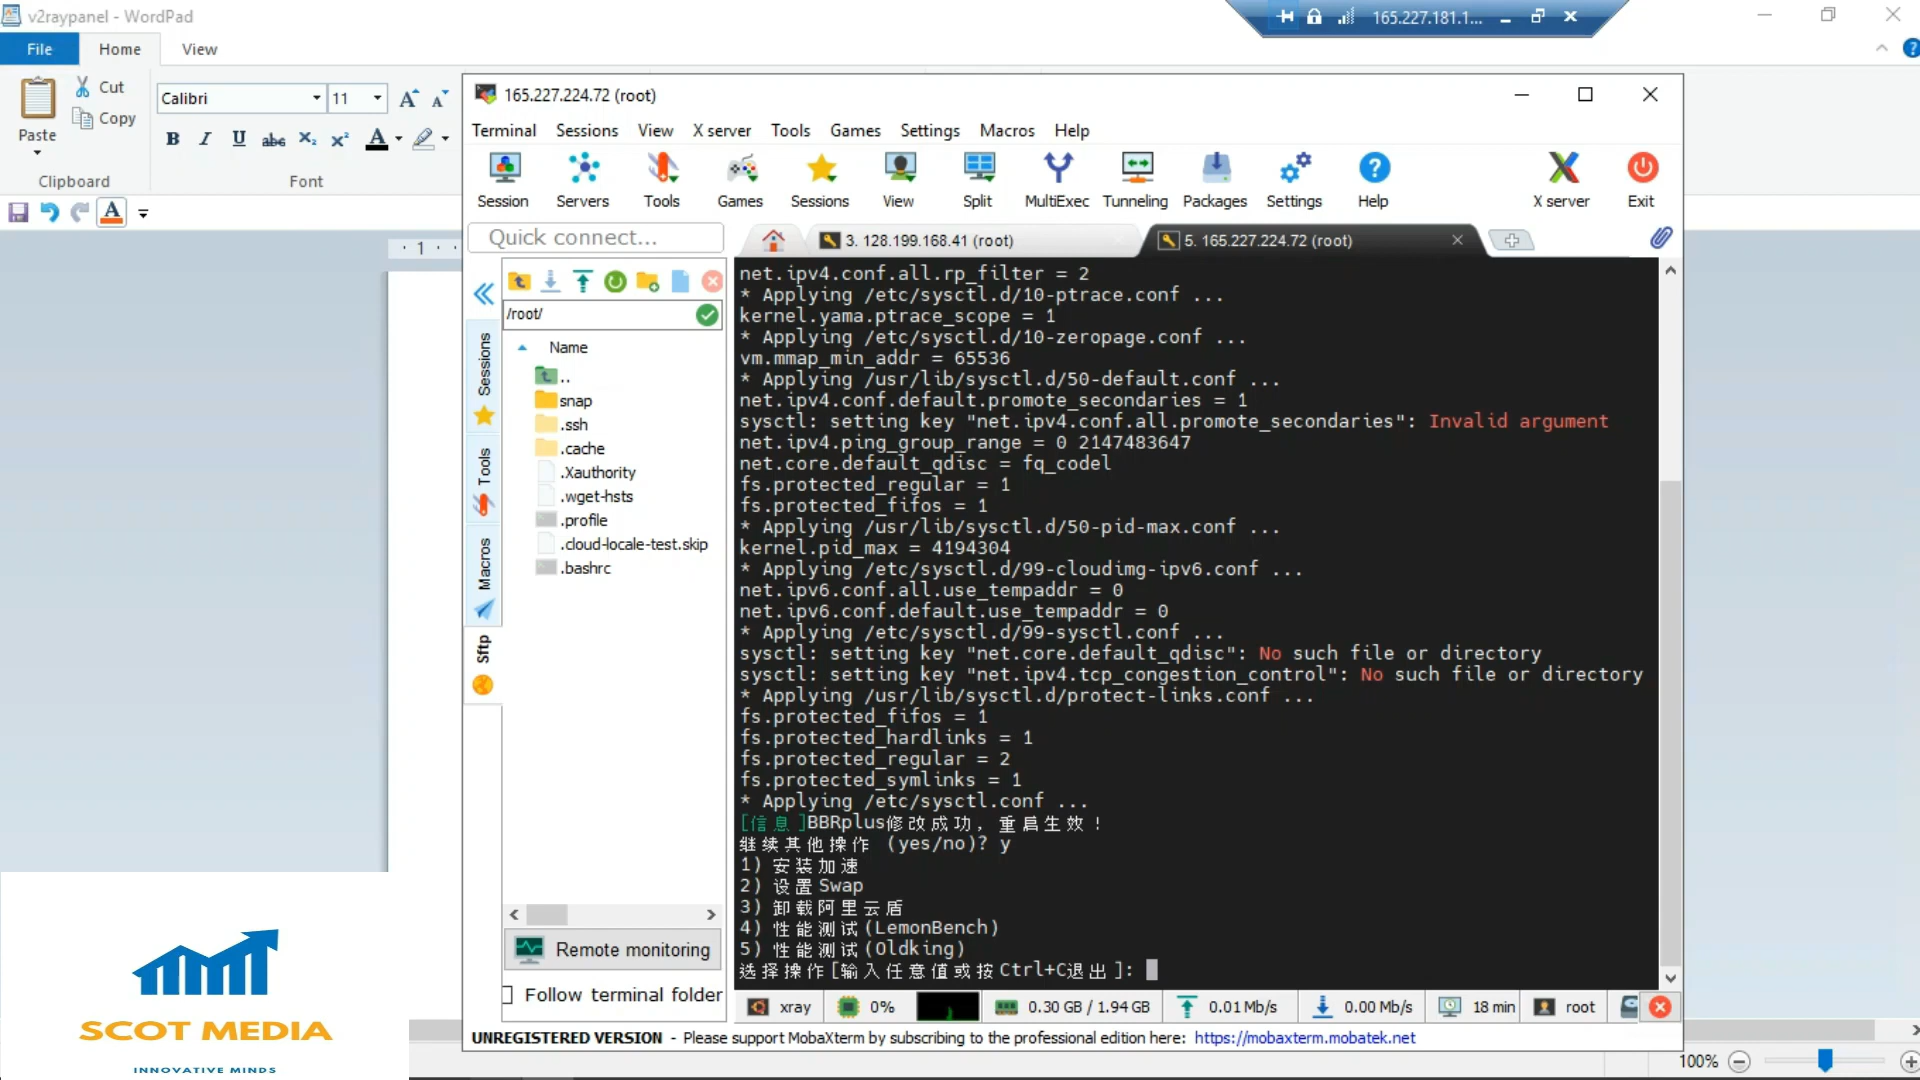 v2raypanel - WordPad
165.227.181.1...
File
Home
View
Calibri
11
Cut
Copy
Paste
B
I
U
abc
X₂
X²
A
Clipboard
Font
1
165.227.224.72 (root)
Terminal
Sessions
View
X server
Tools
Games
Settings
Macros
Help
Session
Servers
Tools
Games
Sessions
View
Split
MultiExec
Tunneling
Packages
Settings
Help
X server
Exit
Quick connect...
3. 128.199.168.41 (root)
5. 165.227.224.72 (root)
/root/
Name
..
snap
.ssh
.cache
.Xauthority
.wget-hsts
.profile
.cloud-locale-test.skip
.bashrc
Sessions
Tools
Macros
Sftp
Remote monitoring
Follow terminal folder
net.ipv4.conf.all.rp_filter = 2
* Applying /etc/sysctl.d/10-ptrace.conf ...
kernel.yama.ptrace_scope = 1
* Applying /etc/sysctl.d/10-zeropage.conf ...
vm.mmap_min_addr = 65536
* Applying /usr/lib/sysctl.d/50-default.conf ...
net.ipv4.conf.default.promote_secondaries = 1
sysctl: setting key "net.ipv4.conf.all.promote_secondaries": Invalid argument
net.ipv4.ping_group_range = 0 2147483647
net.core.default_qdisc = fq_codel
fs.protected_regular = 1
fs.protected_fifos = 1
* Applying /usr/lib/sysctl.d/50-pid-max.conf ...
kernel.pid_max = 4194304
* Applying /etc/sysctl.d/99-cloudimg-ipv6.conf ...
net.ipv6.conf.all.use_tempaddr = 0
net.ipv6.conf.default.use_tempaddr = 0
* Applying /etc/sysctl.d/99-sysctl.conf ...
sysctl: setting key "net.core.default_qdisc": No such file or directory
sysctl: setting key "net.ipv4.tcp_congestion_control": No such file or directory
* Applying /usr/lib/sysctl.d/protect-links.conf ...
fs.protected_fifos = 1
fs.protected_hardlinks = 1
fs.protected_regular = 2
fs.protected_symlinks = 1
* Applying /etc/sysctl.conf ...
[信息]BBRplus修改成功，重启生效！
继续其他操作 (yes/no)? y
1) 安装加速
2) 设置Swap
3) 卸载阿里云盾
4) 性能测试(LemonBench)
5) 性能测试(Oldking)
选择操作[输入任意值或按Ctrl+C退出]:
xray
0%
0.30 GB / 1.94 GB
0.01 Mb/s
0.00 Mb/s
18 min
root
UNREGISTERED VERSION - Please support MobaXterm by subscribing to the professional edition here: https://mobaxterm.mobatek.net
100%
SCOT MEDIA
INNOVATIVE MINDS